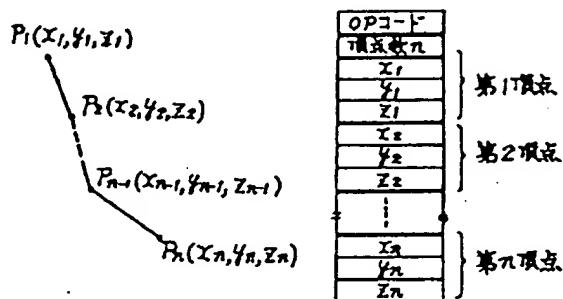 P1(x1,y1,z1)
P2(x2,y2,z2)
Pn-1(xn-1,yn-1,zn-1)
Pn(xn,yn,zn)
OPコード
頂点数n
x1
y1
z1
第1頂点
x2
y2
z2
第2頂点
xn
yn
zn
第n頂点